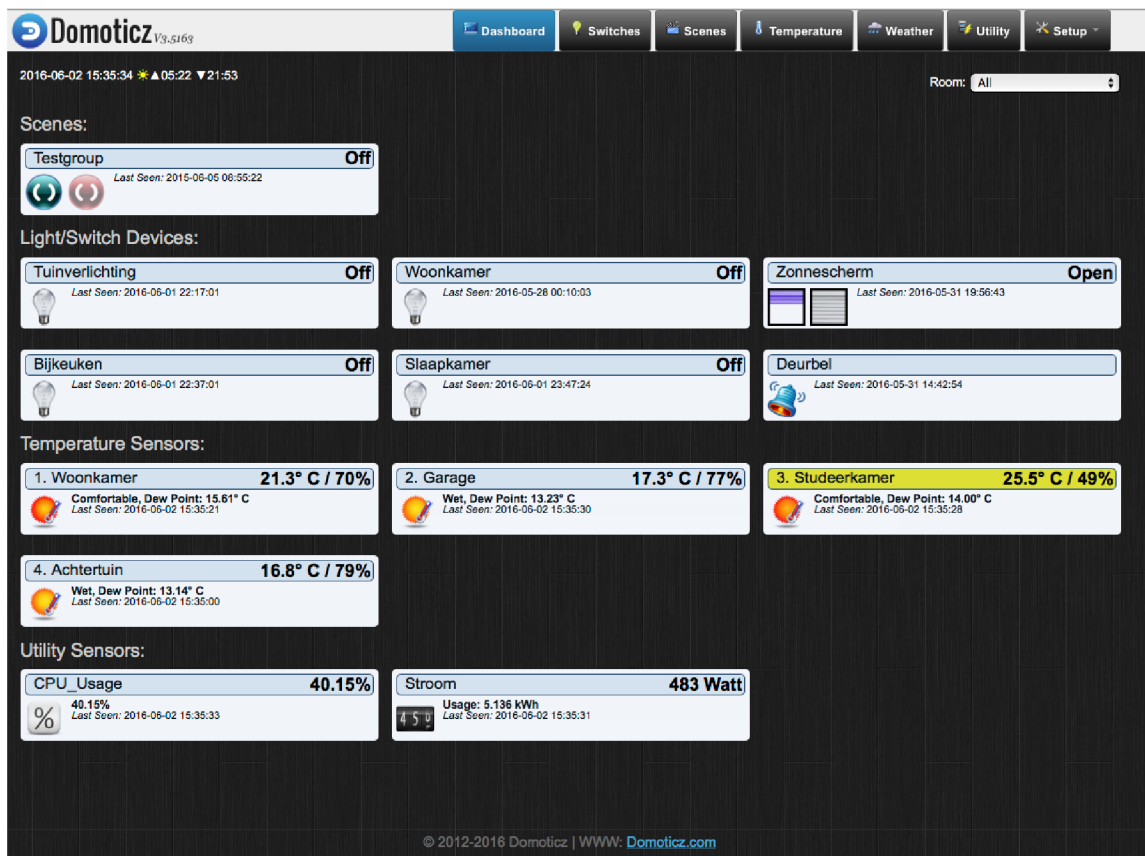 Domoticz V3.5163
Dashboard Switches Scenes Temperature Weather Utility Setup
2016-06-02 15:35:34 ▲05:22 ▼21:53
Room: All
Scenes:
Testgroup Off
Last Seen: 2015-06-05 08:55:22
Light/Switch Devices:
Tuinverlichting Off
Last Seen: 2016-06-01 22:17:01
Woonkamer Off
Last Seen: 2016-05-28 00:10:03
Zonnescherm Open
Last Seen: 2016-05-31 19:56:43
Bijkeuken Off
Last Seen: 2016-06-01 22:37:01
Slaapkamer Off
Last Seen: 2016-06-01 23:47:24
Deurbel
Last Seen: 2016-05-31 14:42:54
Temperature Sensors:
1. Woonkamer 21.3° C / 70%
Comfortable, Dew Point: 15.61° C
Last Seen: 2016-06-02 15:35:21
2. Garage 17.3° C / 77%
Wet, Dew Point: 13.23° C
Last Seen: 2016-06-02 15:35:30
3. Studeerkamer 25.5° C / 49%
Comfortable, Dew Point: 14.00° C
Last Seen: 2016-06-02 15:35:28
4. Achtertuin 16.8° C / 79%
Wet, Dew Point: 13.14° C
Last Seen: 2016-06-02 15:35:00
Utility Sensors:
CPU_Usage 40.15%
%
40.15%
Last Seen: 2016-06-02 15:35:33
Stroom 483 Watt
Usage: 5.136 kWh
Last Seen: 2016-06-02 15:35:31
© 2012-2016 Domoticz | WWW: Domoticz.com